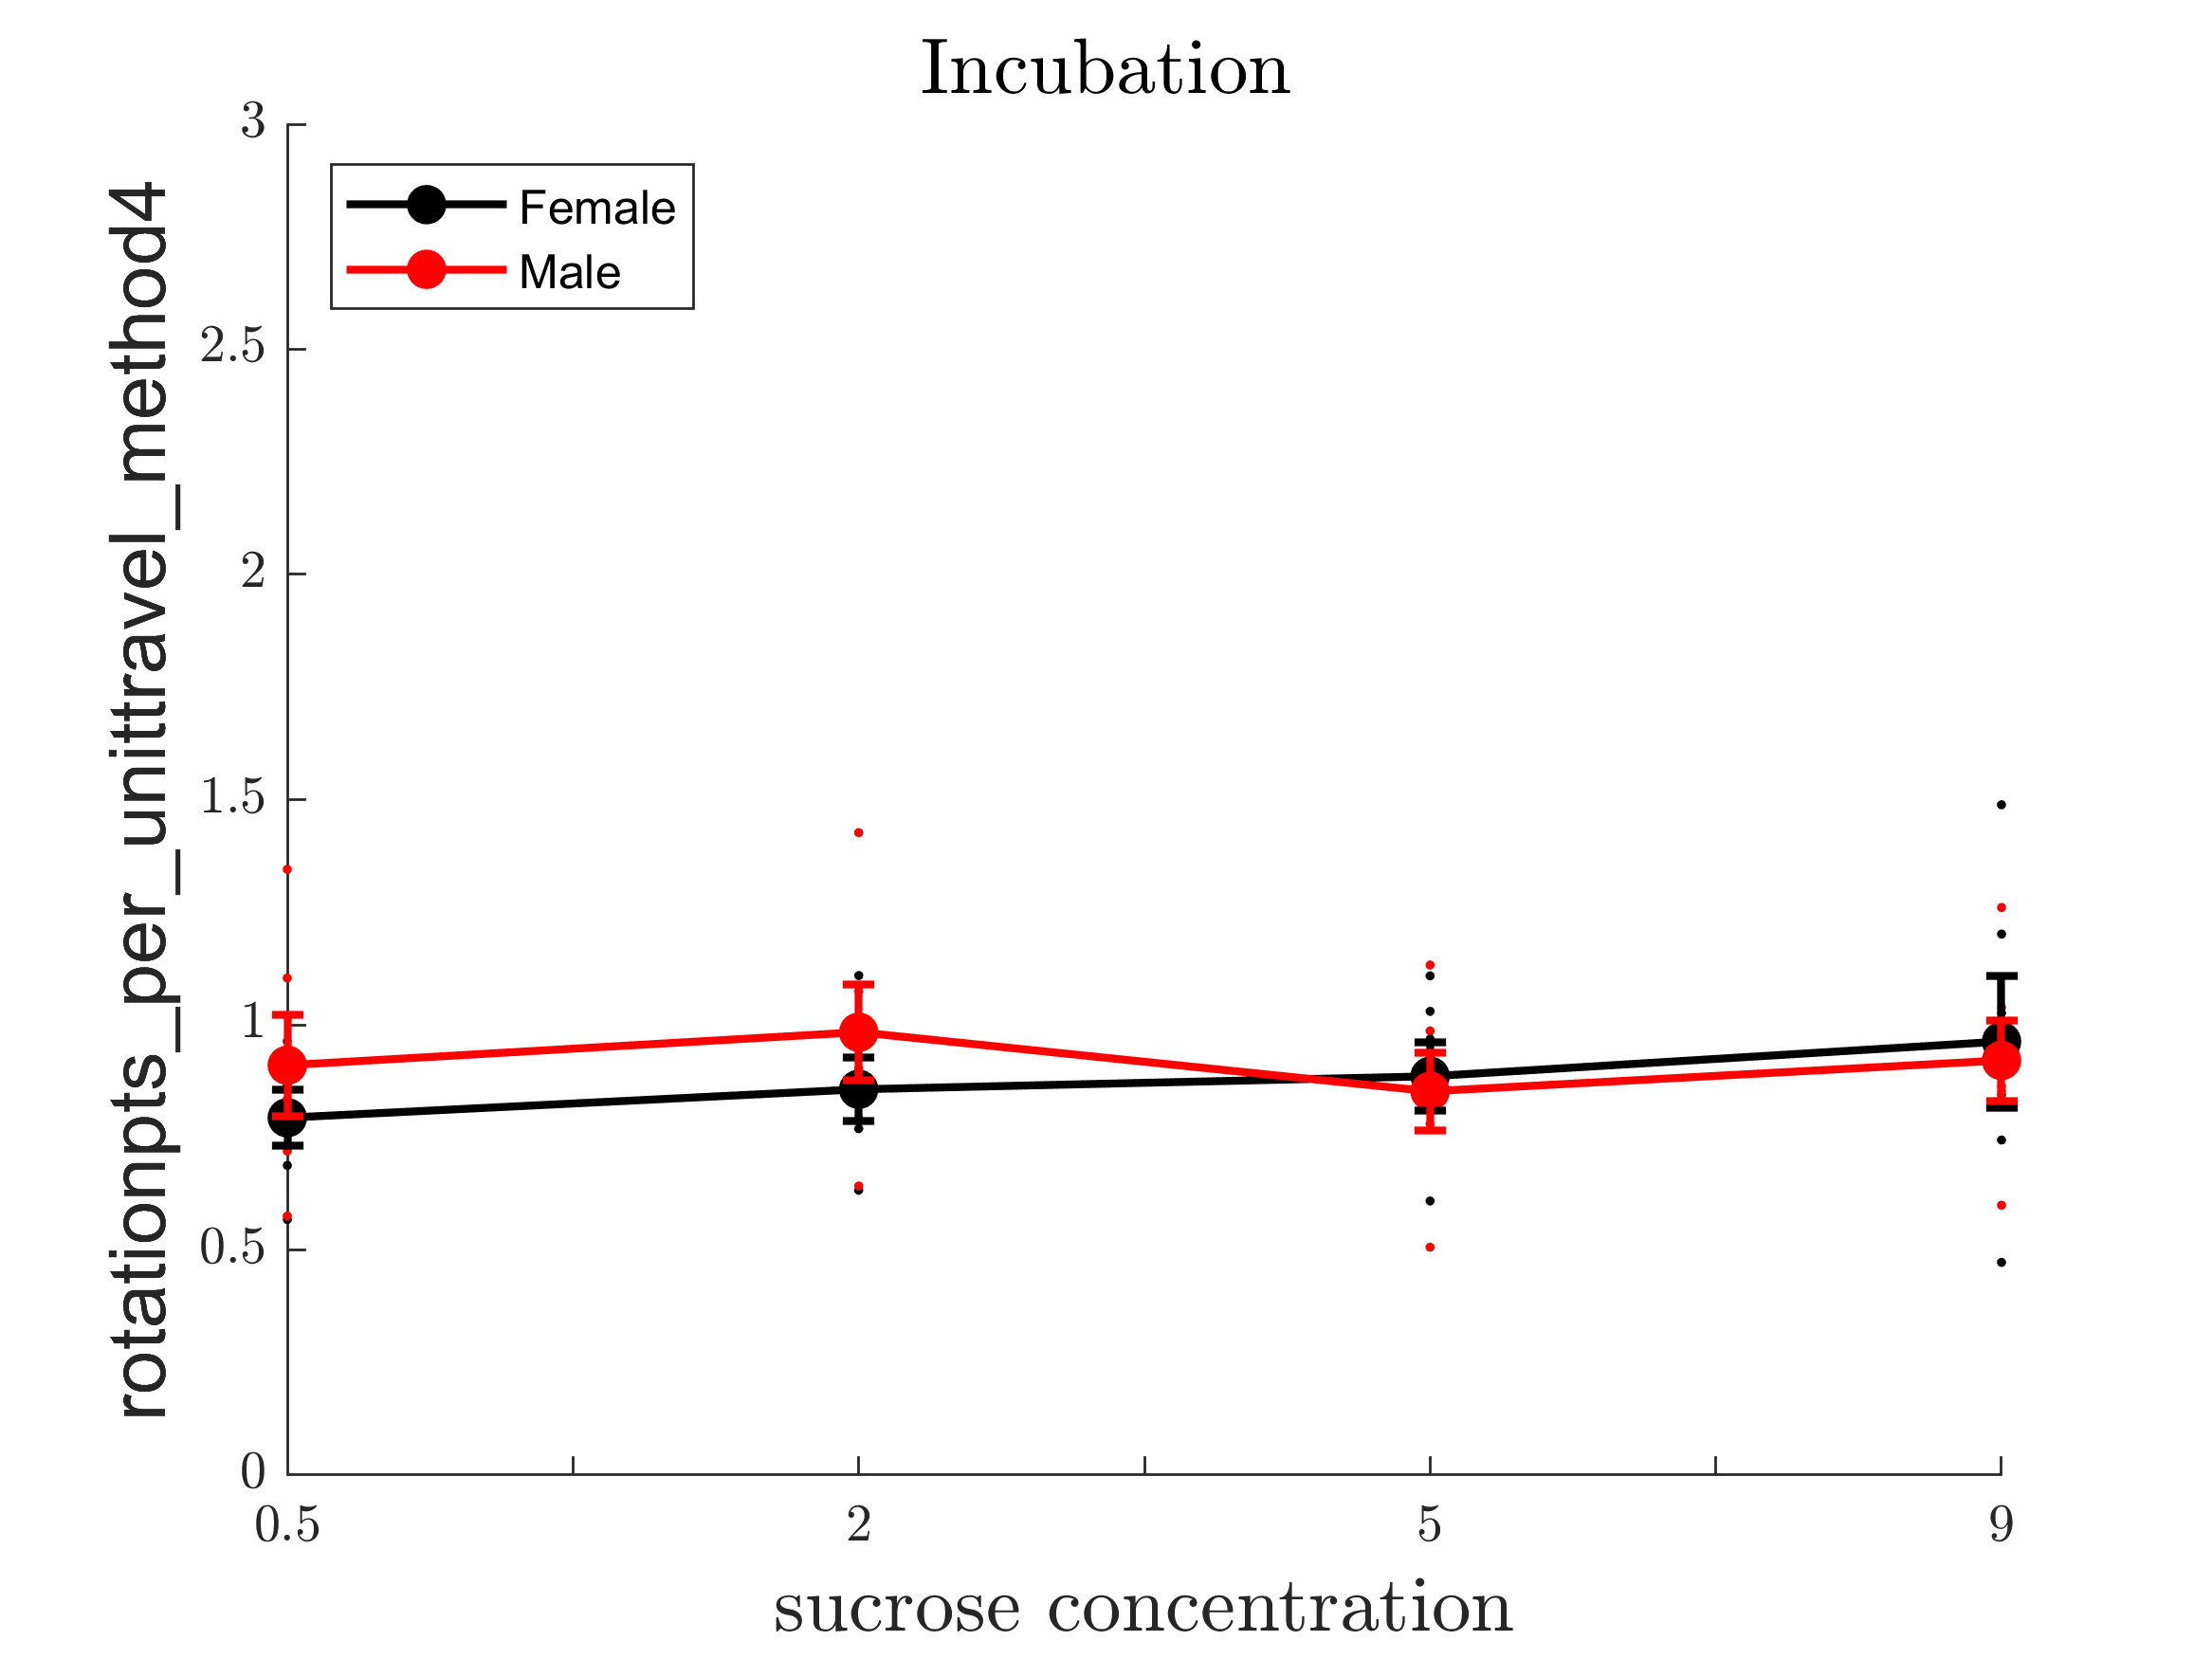 Incubation
rotationpts_per_unittravel_method4
3
2.5
2
1.5
1
0.5
0
Female
Male
0.5 2 5 9
sucrose concentration